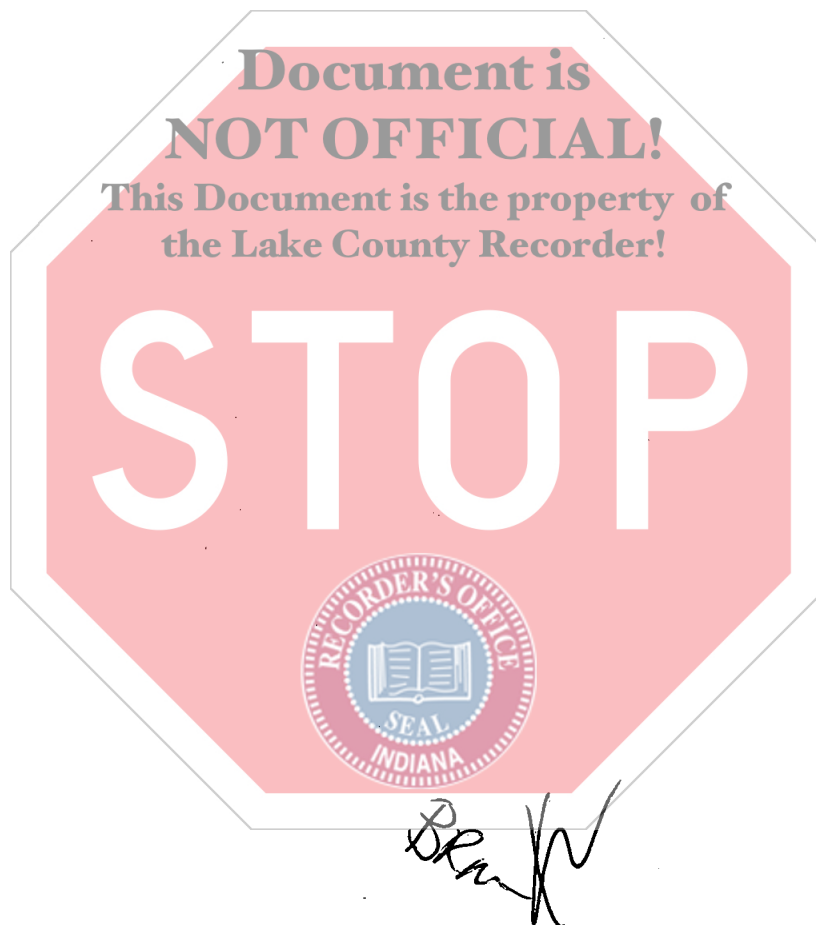 Document is
NOT OFFICIAL!
This Document is the property of
the Lake County Recorder!
STOP
RECORDER'S OFFICE
SEAL
INDIANA